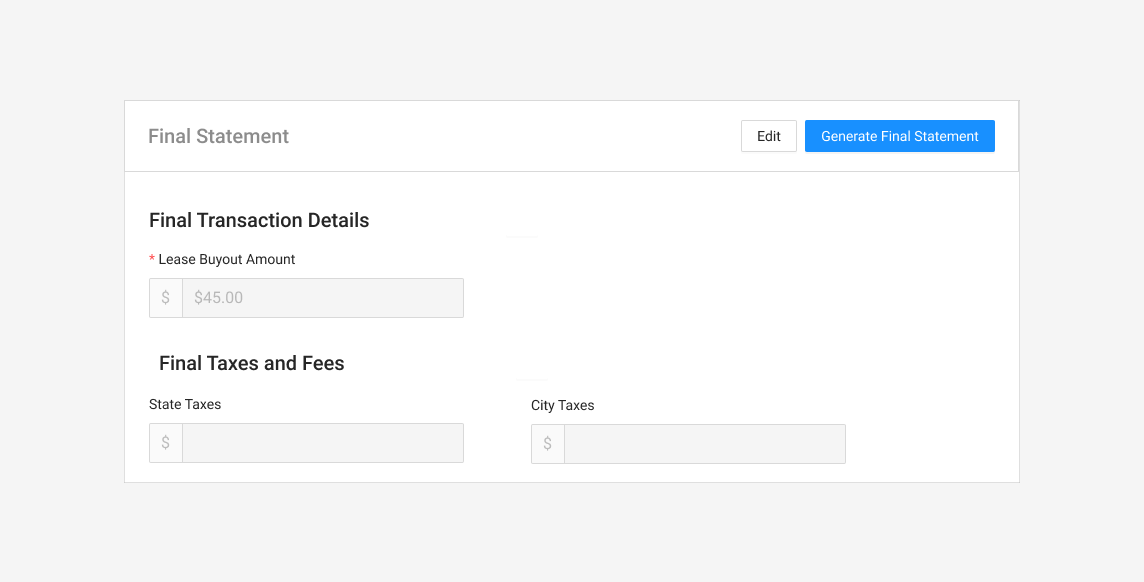 Final Statement
Edit
Generate Final Statement
Final Transaction Details
* Lease Buyout Amount
$ $45.00
Final Taxes and Fees
State Taxes
City Taxes
$
$